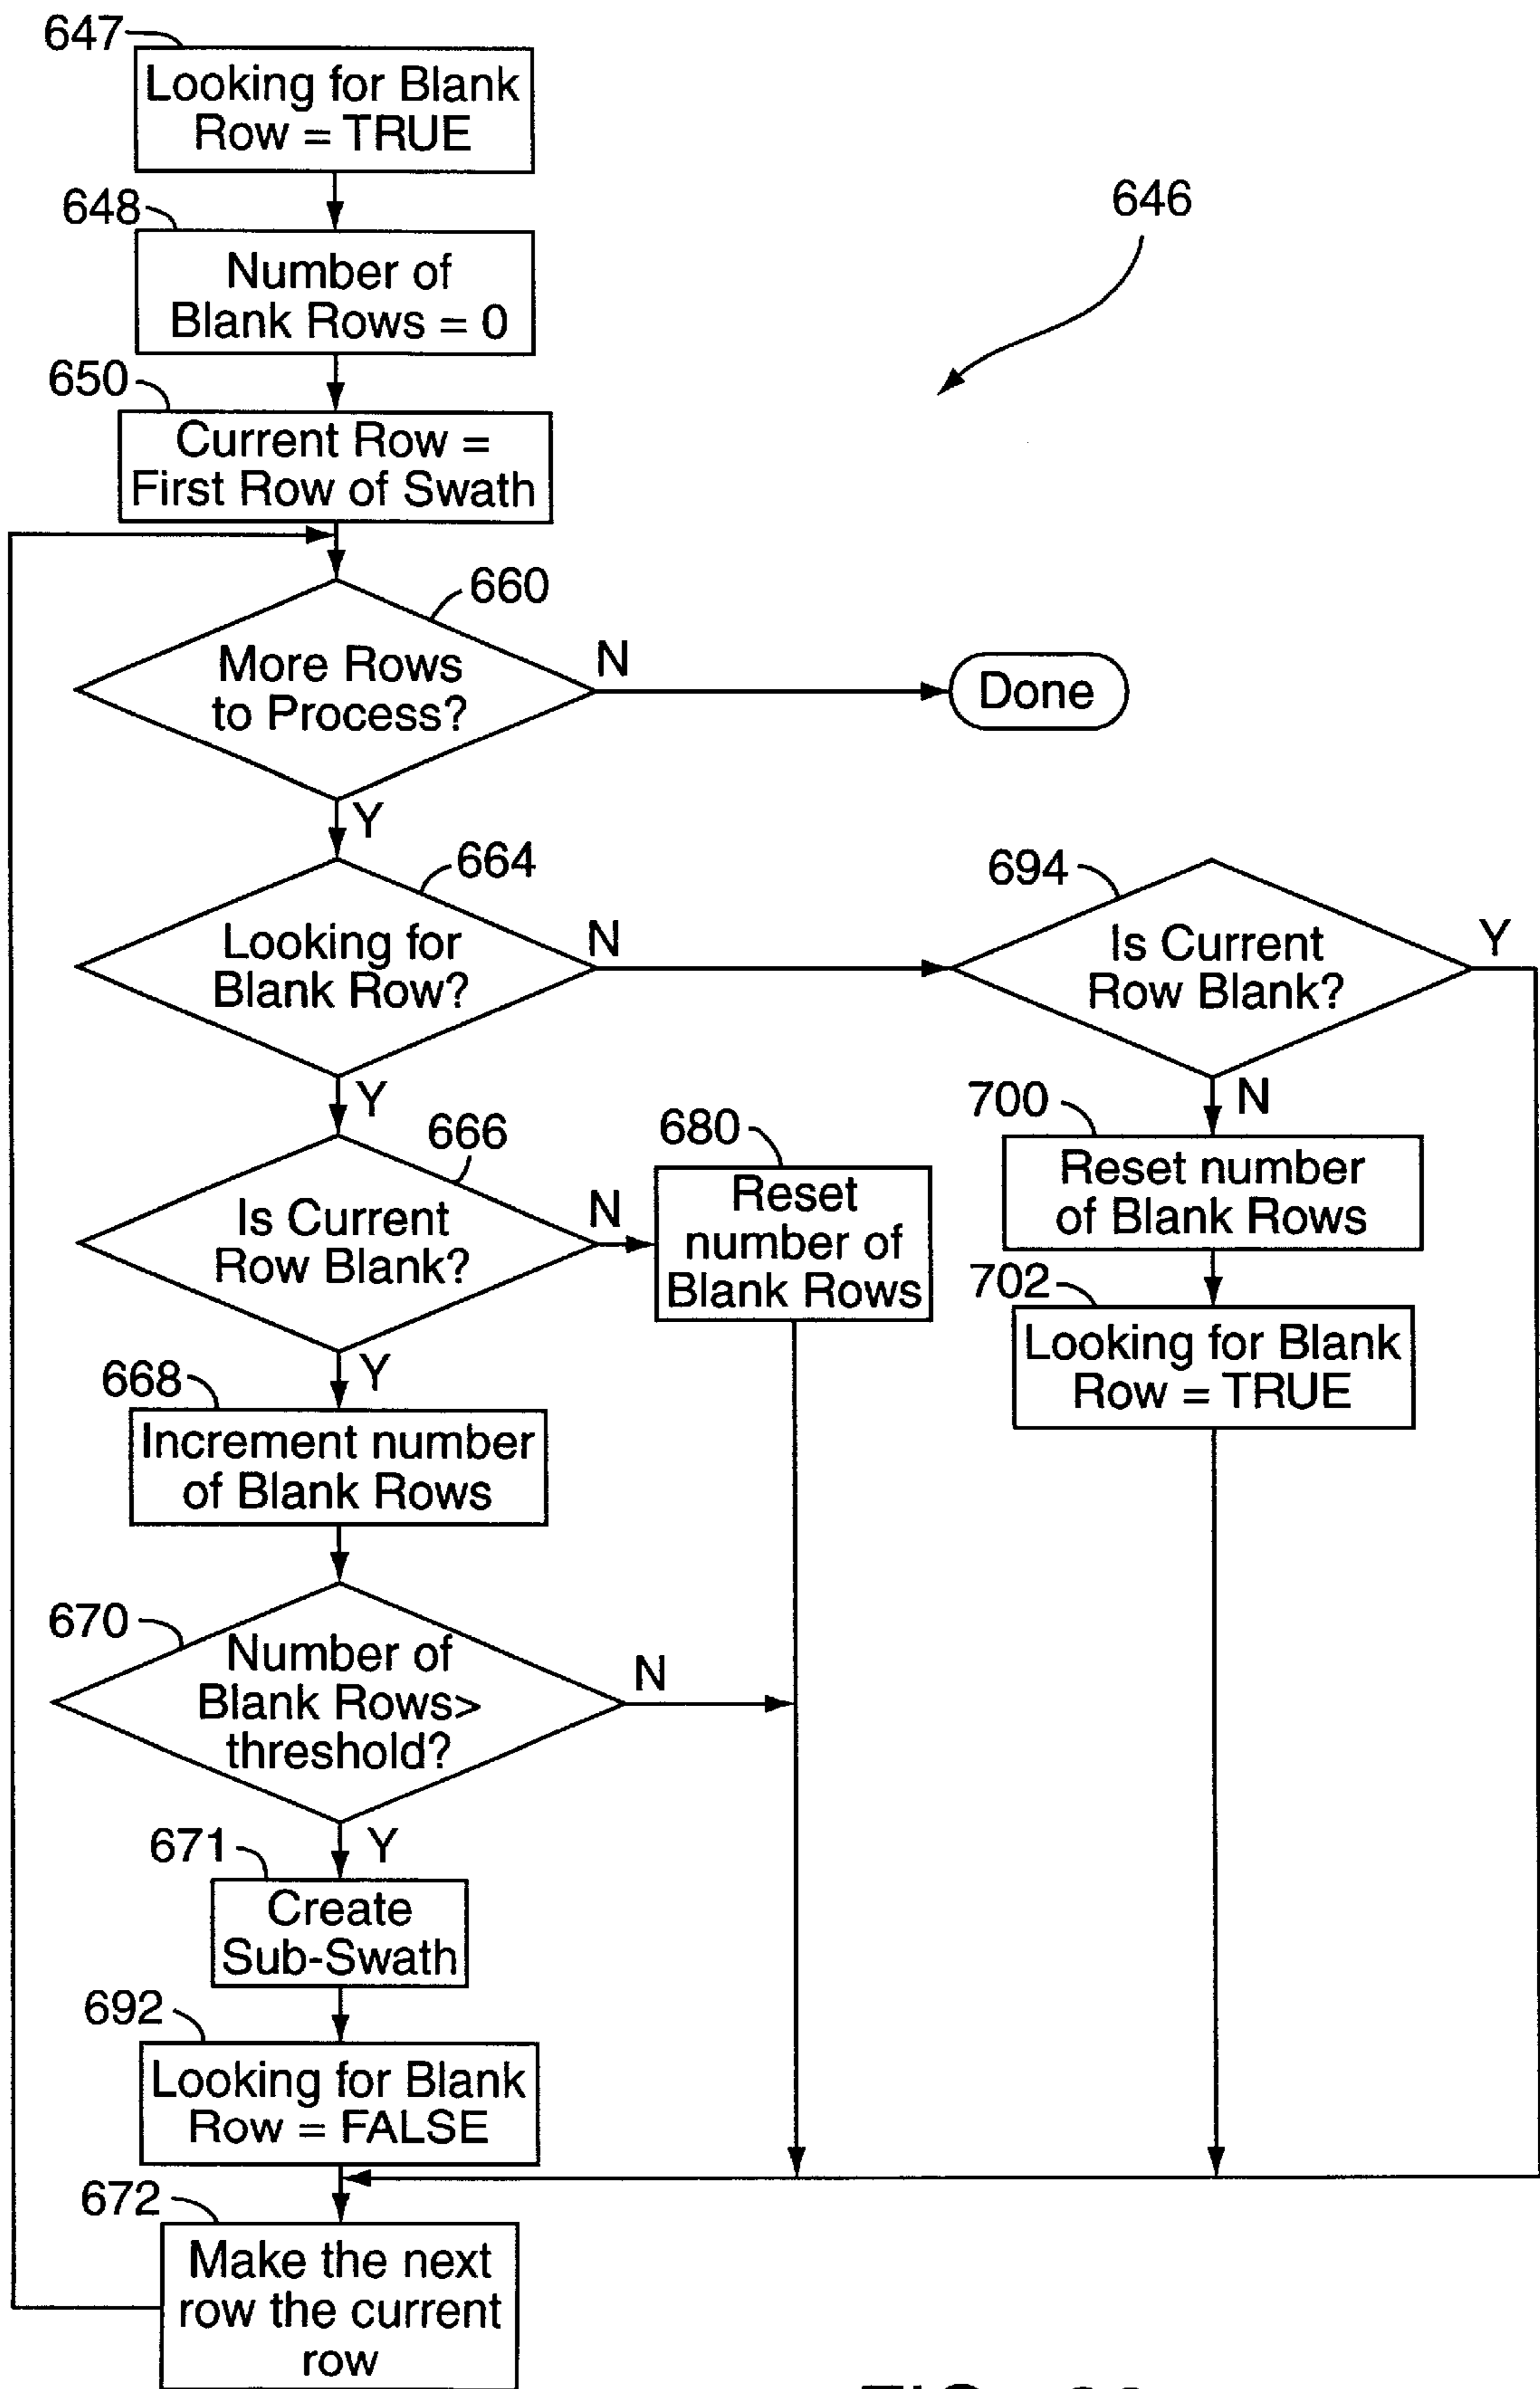 647
Looking for Blank
Row = TRUE
648
Number of
Blank Rows = 0
646
650
Current Row =
First Row of Swath
660
More Rows
to Process?
N
Done
Y
664
Looking for
Blank Row?
N
694
Is Current
Row Blank?
Y
Y
N
666
Is Current
Row Blank?
N
680
Reset
number of
Blank Rows
700
Reset number
of Blank Rows
702
Looking for Blank
Row = TRUE
Y
668
Increment number
of Blank Rows
670
Number of
Blank Rows>
threshold?
N
Y
671
Create
Sub-Swath
692
Looking for Blank
Row = FALSE
672
Make the next
row the current
row